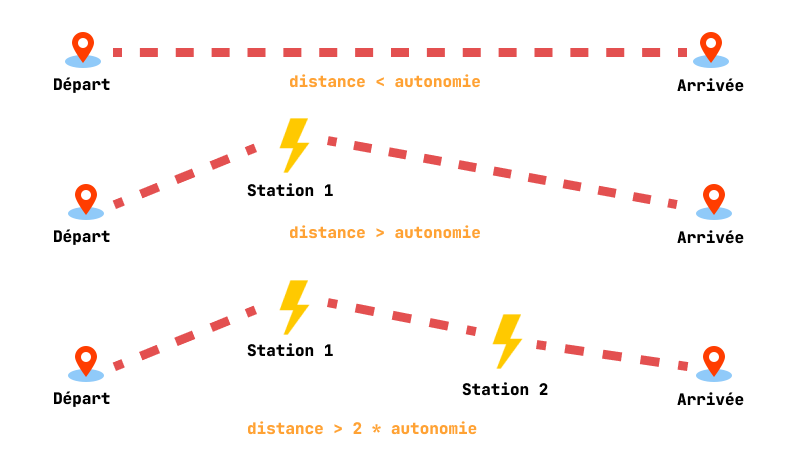 Départ
distance < autonomie
Arrivée
Station 1
Départ
distance > autonomie
Arrivée
Station 1
Station 2
Départ
Arrivée
distance > 2 * autonomie